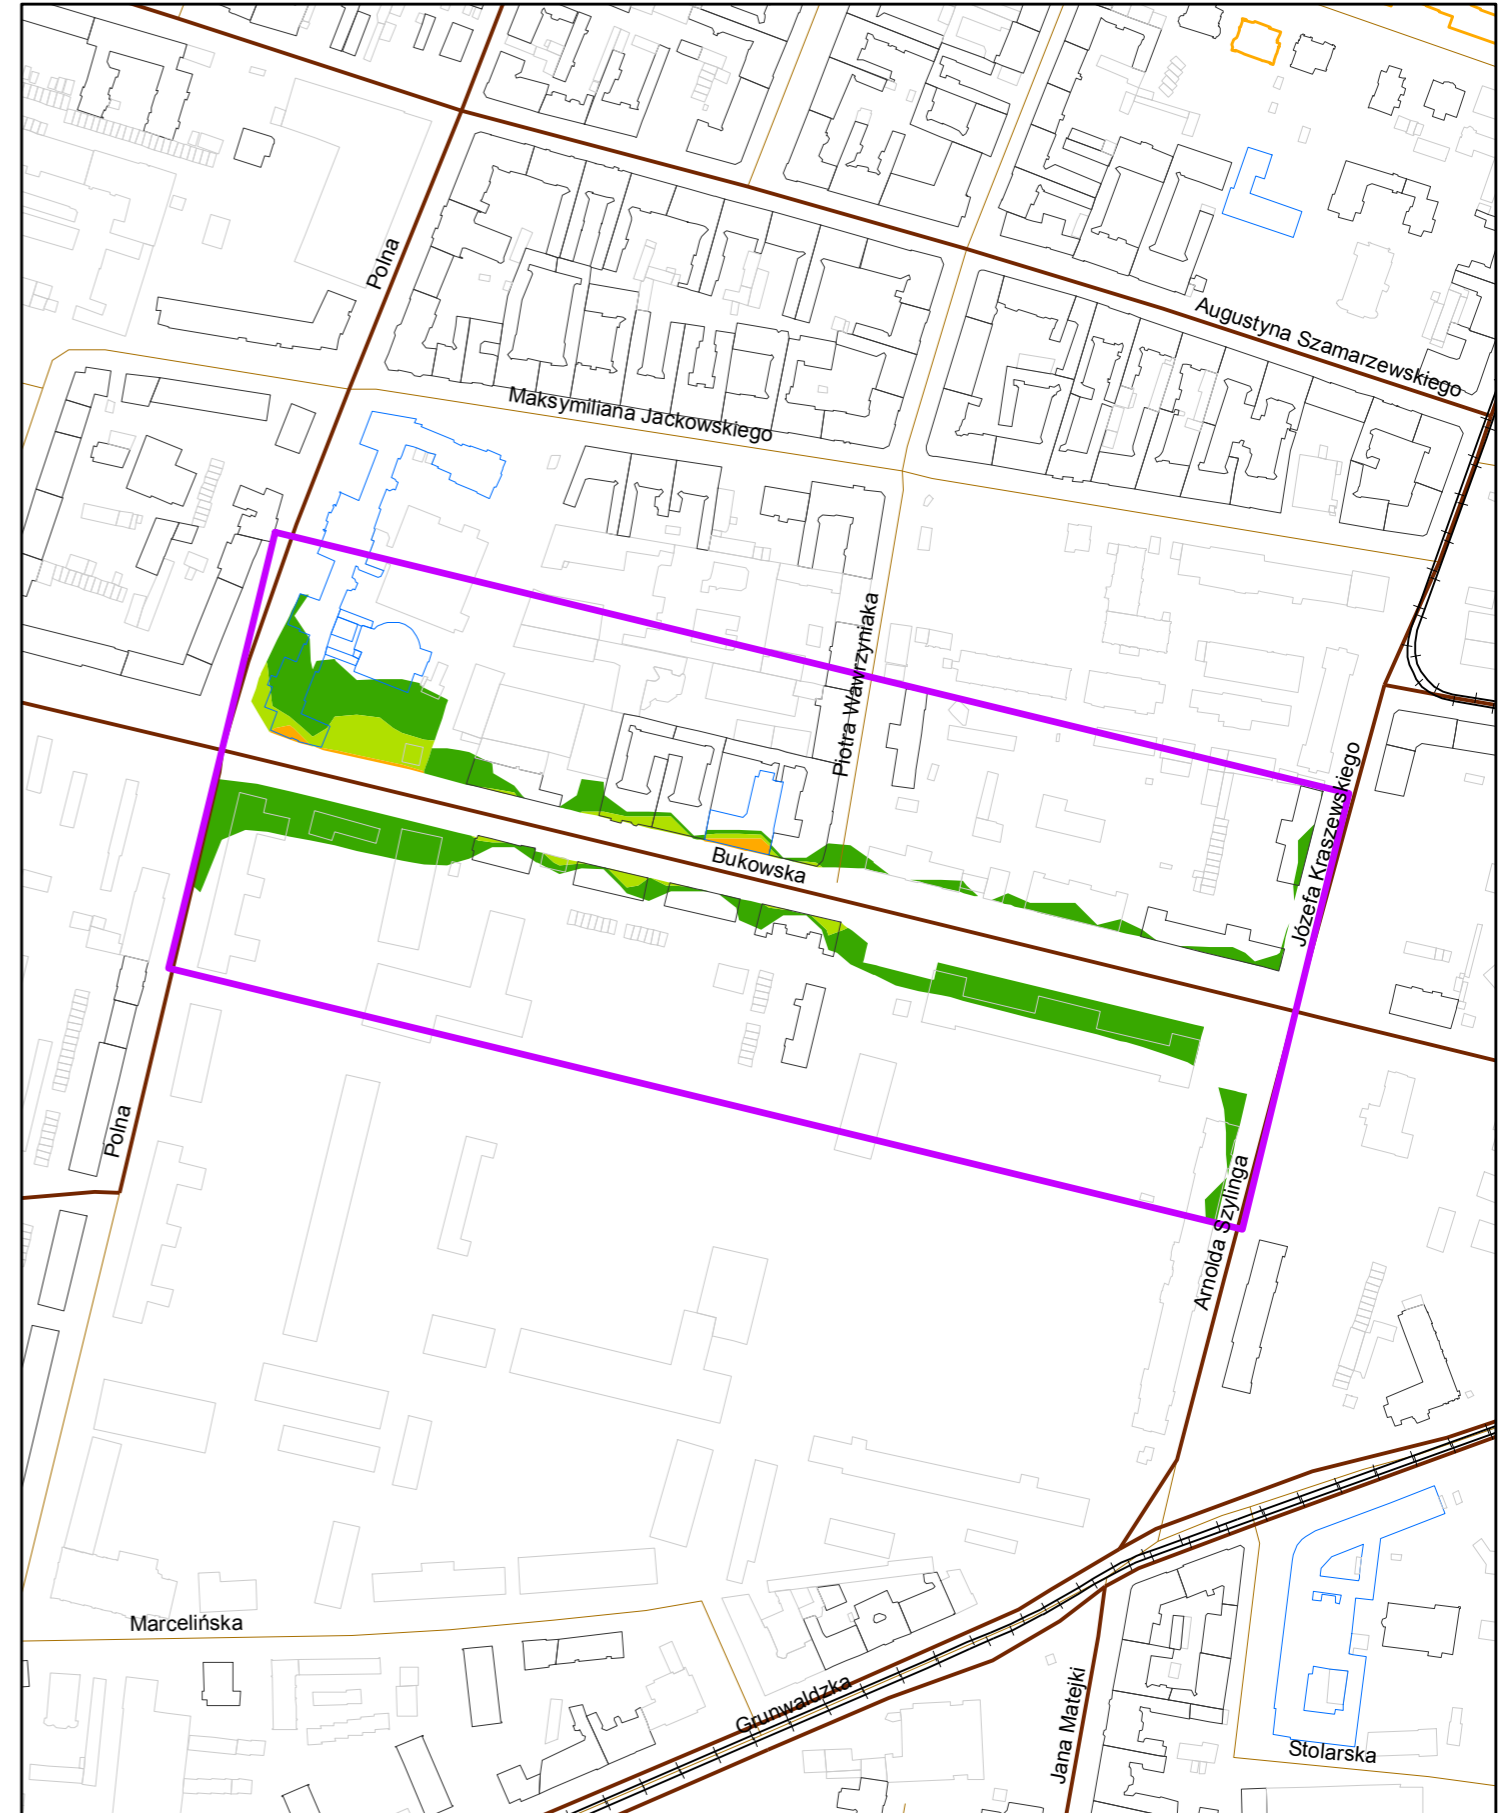 Polna
Augustyna Szamarzewskiego
Maksymiliana Jackowskiego
Piotra Wawrzyniaka
Józefa Kraszewskiego
Bukowska
Polna
Arnolda Szylinga
Marcelińska
Grunwaldzka
Jana Matejki
Stolarska